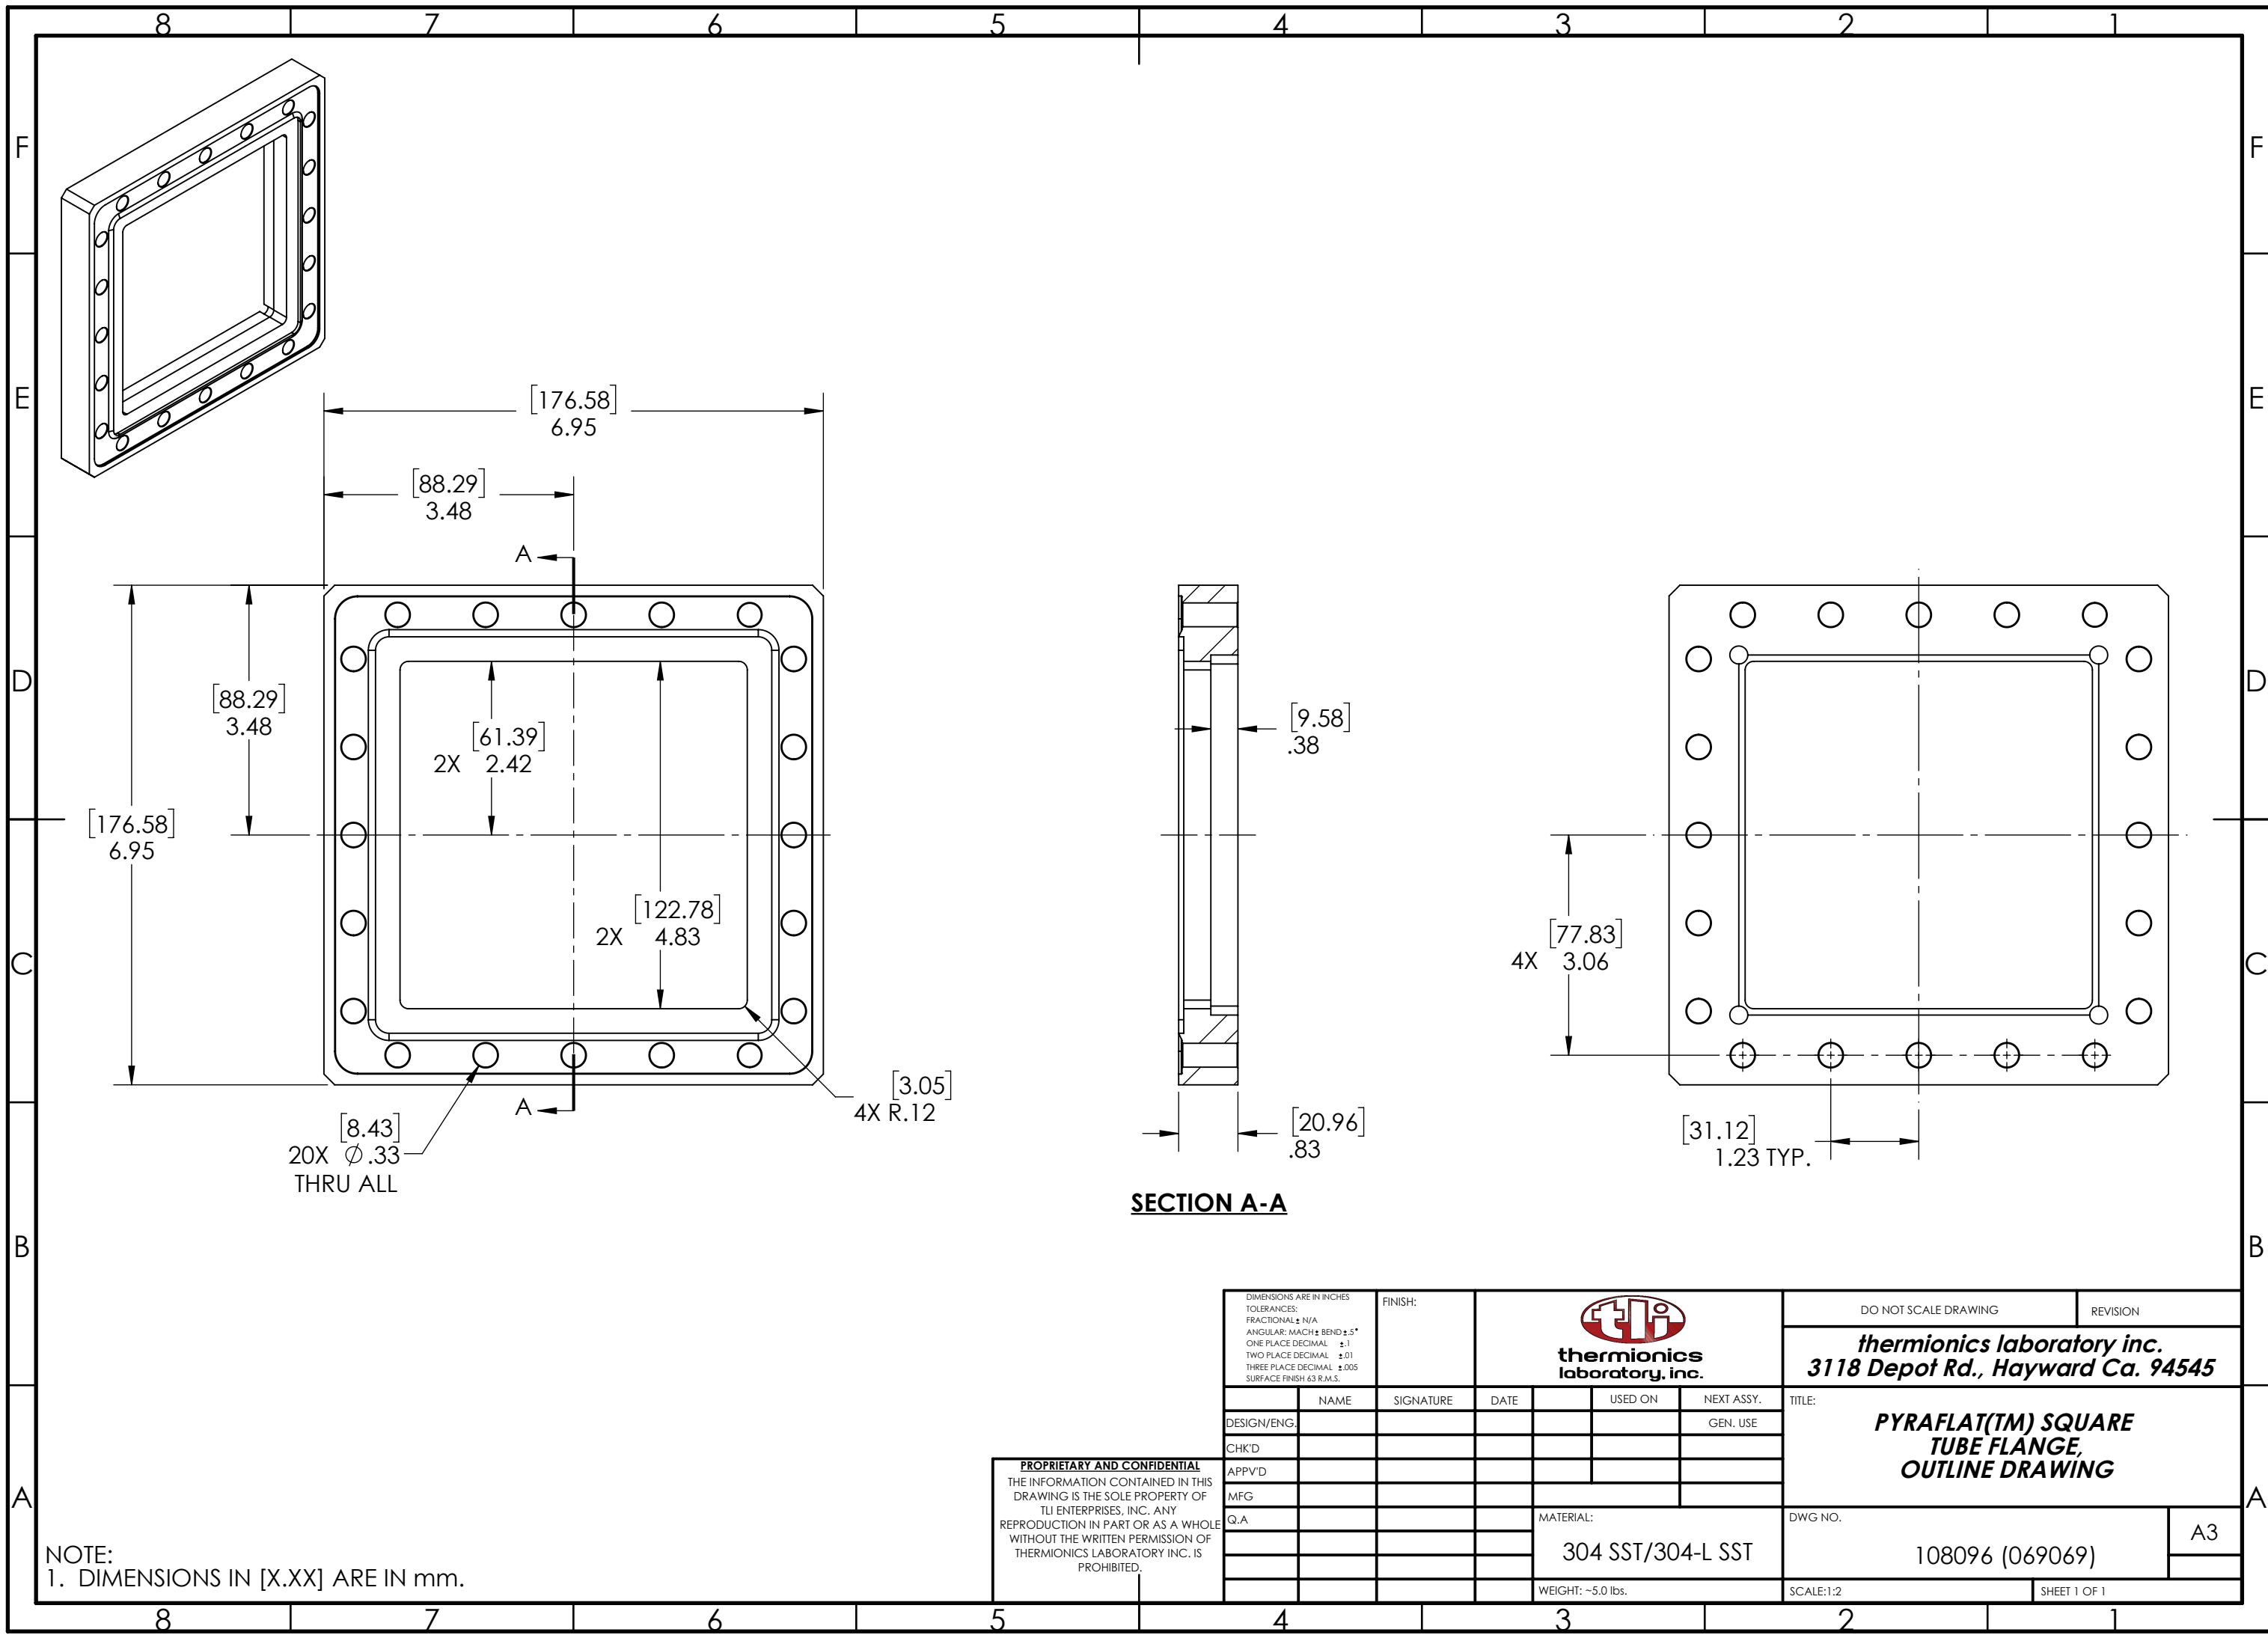 8 7 6 5 4 3 2 1
F F
E E
D D
C C
B B
A A
[176.58]
6.95
[88.29]
3.48
A
[88.29]
3.48
[176.58]
6.95
[61.39]
2X 2.42
[122.78]
2X 4.83
A
[8.43]
20X ∅.33
THRU ALL
[3.05]
4X R.12
[9.58]
.38
[20.96]
.83
SECTION A-A
[77.83]
4X 3.06
[31.12]
1.23 TYP.
NOTE:
1. DIMENSIONS IN [X.XX] ARE IN mm.
PROPRIETARY AND CONFIDENTIAL
THE INFORMATION CONTAINED IN THIS
DRAWING IS THE SOLE PROPERTY OF
TLI ENTERPRISES, INC. ANY
REPRODUCTION IN PART OR AS A WHOLE
WITHOUT THE WRITTEN PERMISSION OF
THERMIONICS LABORATORY INC. IS
PROHIBITED.
DIMENSIONS ARE IN INCHES
TOLERANCES:
FRACTIONAL ± N/A
ANGULAR: MACH ± BEND ± .5°
ONE PLACE DECIMAL ± .1
TWO PLACE DECIMAL ± .01
THREE PLACE DECIMAL ± .005
SURFACE FINISH 63 R.M.S.
FINISH:
tli
thermionics
laboratory, inc.
DO NOT SCALE DRAWING
REVISION
thermionics laboratory inc.
3118 Depot Rd., Hayward Ca. 94545
NAME SIGNATURE DATE USED ON NEXT ASSY.
DESIGN/ENG. GEN. USE
CHK'D
APPV'D
MFG
Q.A
TITLE:
PYRAFLAT(TM) SQUARE
TUBE FLANGE,
OUTLINE DRAWING
MATERIAL:
304 SST/304-L SST
WEIGHT: ~5.0 lbs.
DWG NO.
108096 (069069)
A3
SCALE:1:2
SHEET 1 OF 1
8 7 6 5 4 3 2 1